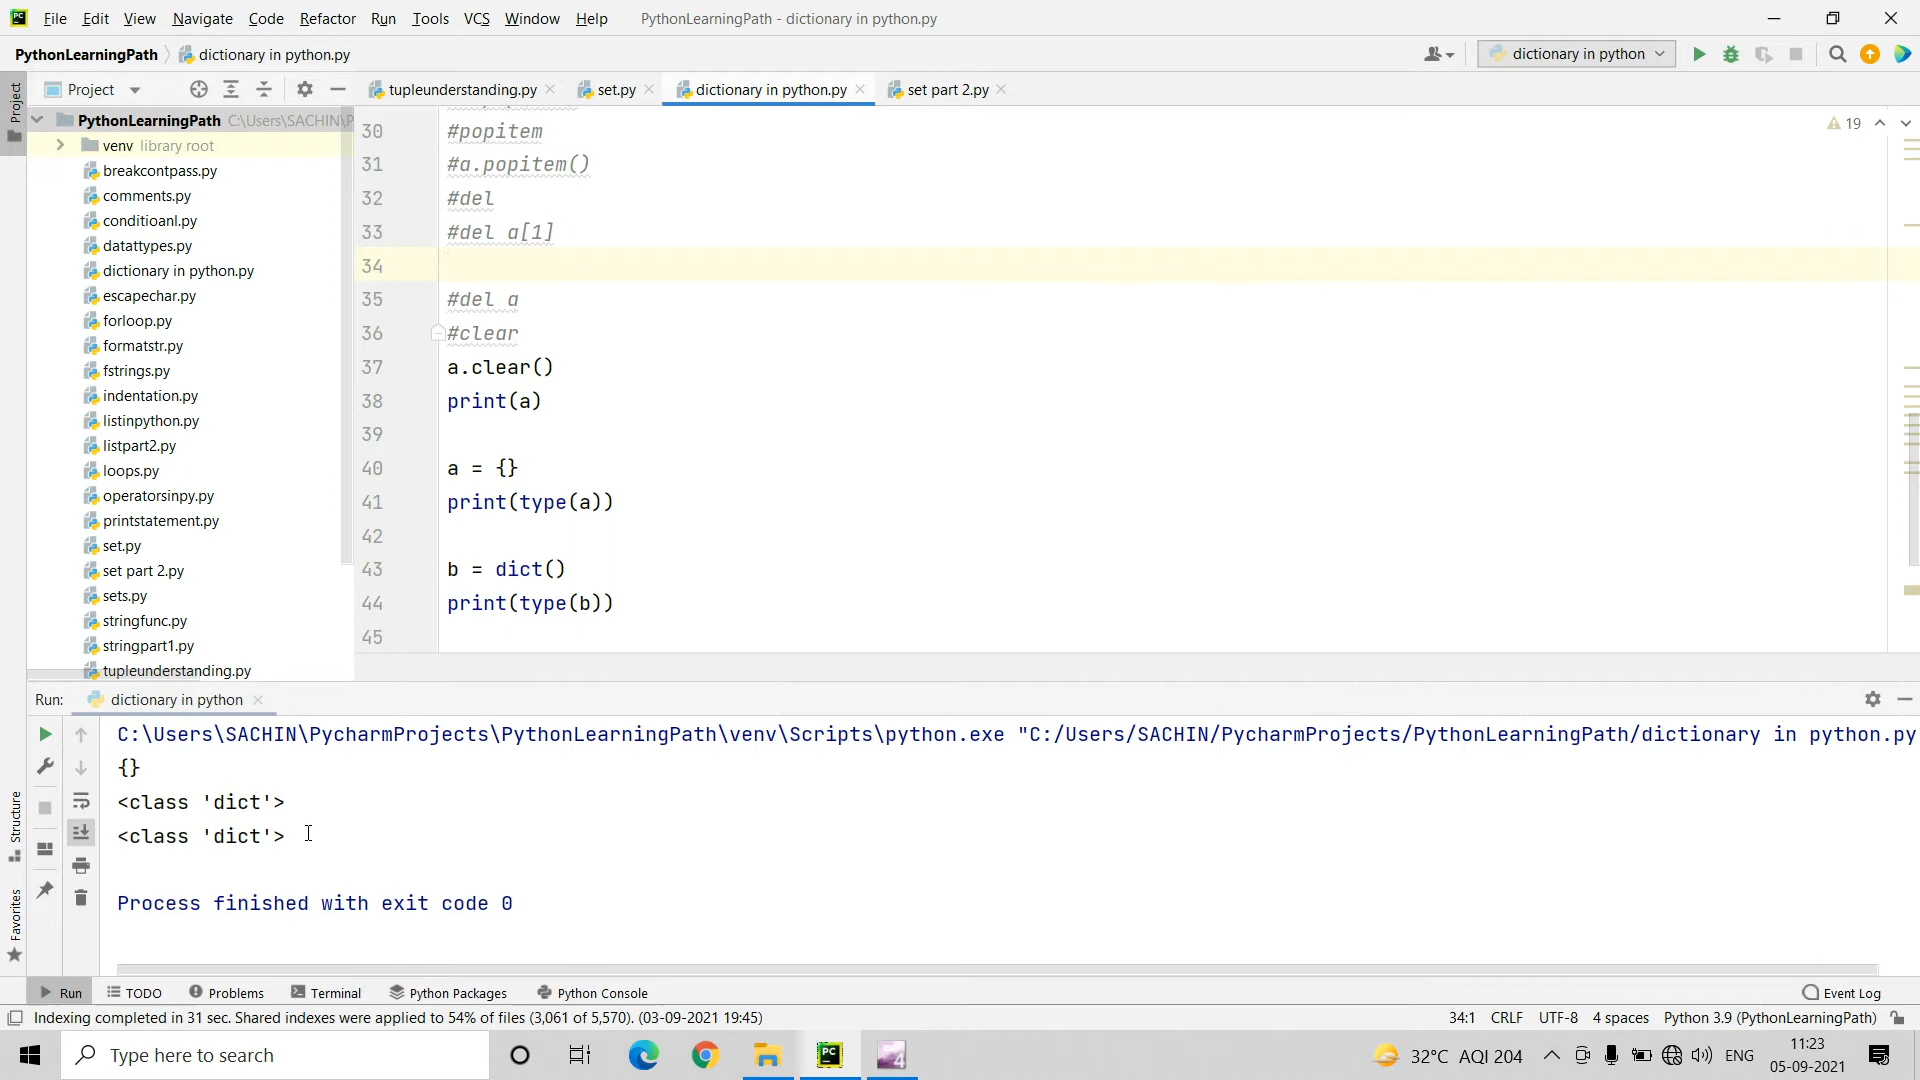 File Edit View Navigate Code Refactor Run Tools VCS Window Help PythonLearningPath - dictionary in python.py
PythonLearningPath dictionary in python.py dictionary in python
Project tupleunderstanding.py set.py dictionary in python.py set part 2.py
Project
PythonLearningPath C:\Users\SACHIN\P
venv library root
breakcontpass.py
comments.py
conditioanl.py
datattypes.py
dictionary in python.py
escapechar.py
forloop.py
formatstr.py
fstrings.py
indentation.py
listinpython.py
listpart2.py
loops.py
operatorsinpy.py
printstatement.py
set.py
set part 2.py
sets.py
stringfunc.py
stringpart1.py
tupleunderstanding.py
19
30 #popitem
31 #a.popitem()
32 #del
33 #del a[1]
34
35 #del a
36 #clear
37 a.clear()
38 print(a)
39
40 a = {}
41 print(type(a))
42
43 b = dict()
44 print(type(b))
45
Run: dictionary in python
C:\Users\SACHIN\PycharmProjects\PythonLearningPath\venv\Scripts\python.exe "C:/Users/SACHIN/PycharmProjects/PythonLearningPath/dictionary in python.py
{}
<class 'dict'>
<class 'dict'>
Process finished with exit code 0
Structure
Favorites
Run TODO Problems Terminal Python Packages Python Console Event Log
Indexing completed in 31 sec. Shared indexes were applied to 54% of files (3,061 of 5,570). (03-09-2021 19:45) 34:1 CRLF UTF-8 4 spaces Python 3.9 (PythonLearningPath)
Type here to search PC 4 32°C AQI 204 ENG 11:23
05-09-2021